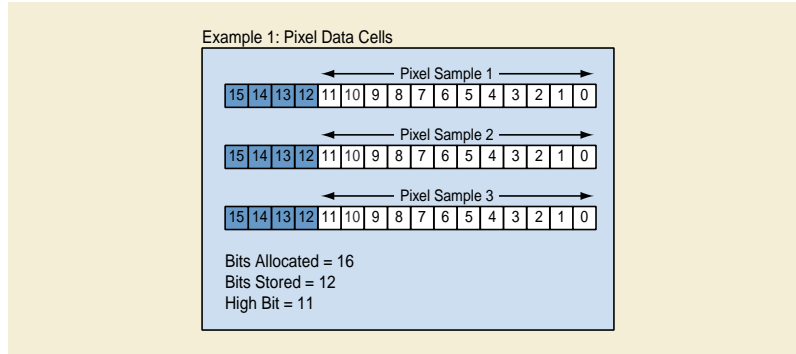 Example 1: Pixel Data Cells
Pixel Sample 1
15 14 13 12 11 10 9 8 7 6 5 4 3 2 1 0
Pixel Sample 2
15 14 13 12 11 10 9 8 7 6 5 4 3 2 1 0
Pixel Sample 3
15 14 13 12 11 10 9 8 7 6 5 4 3 2 1 0
Bits Allocated = 16
Bits Stored = 12
High Bit = 11